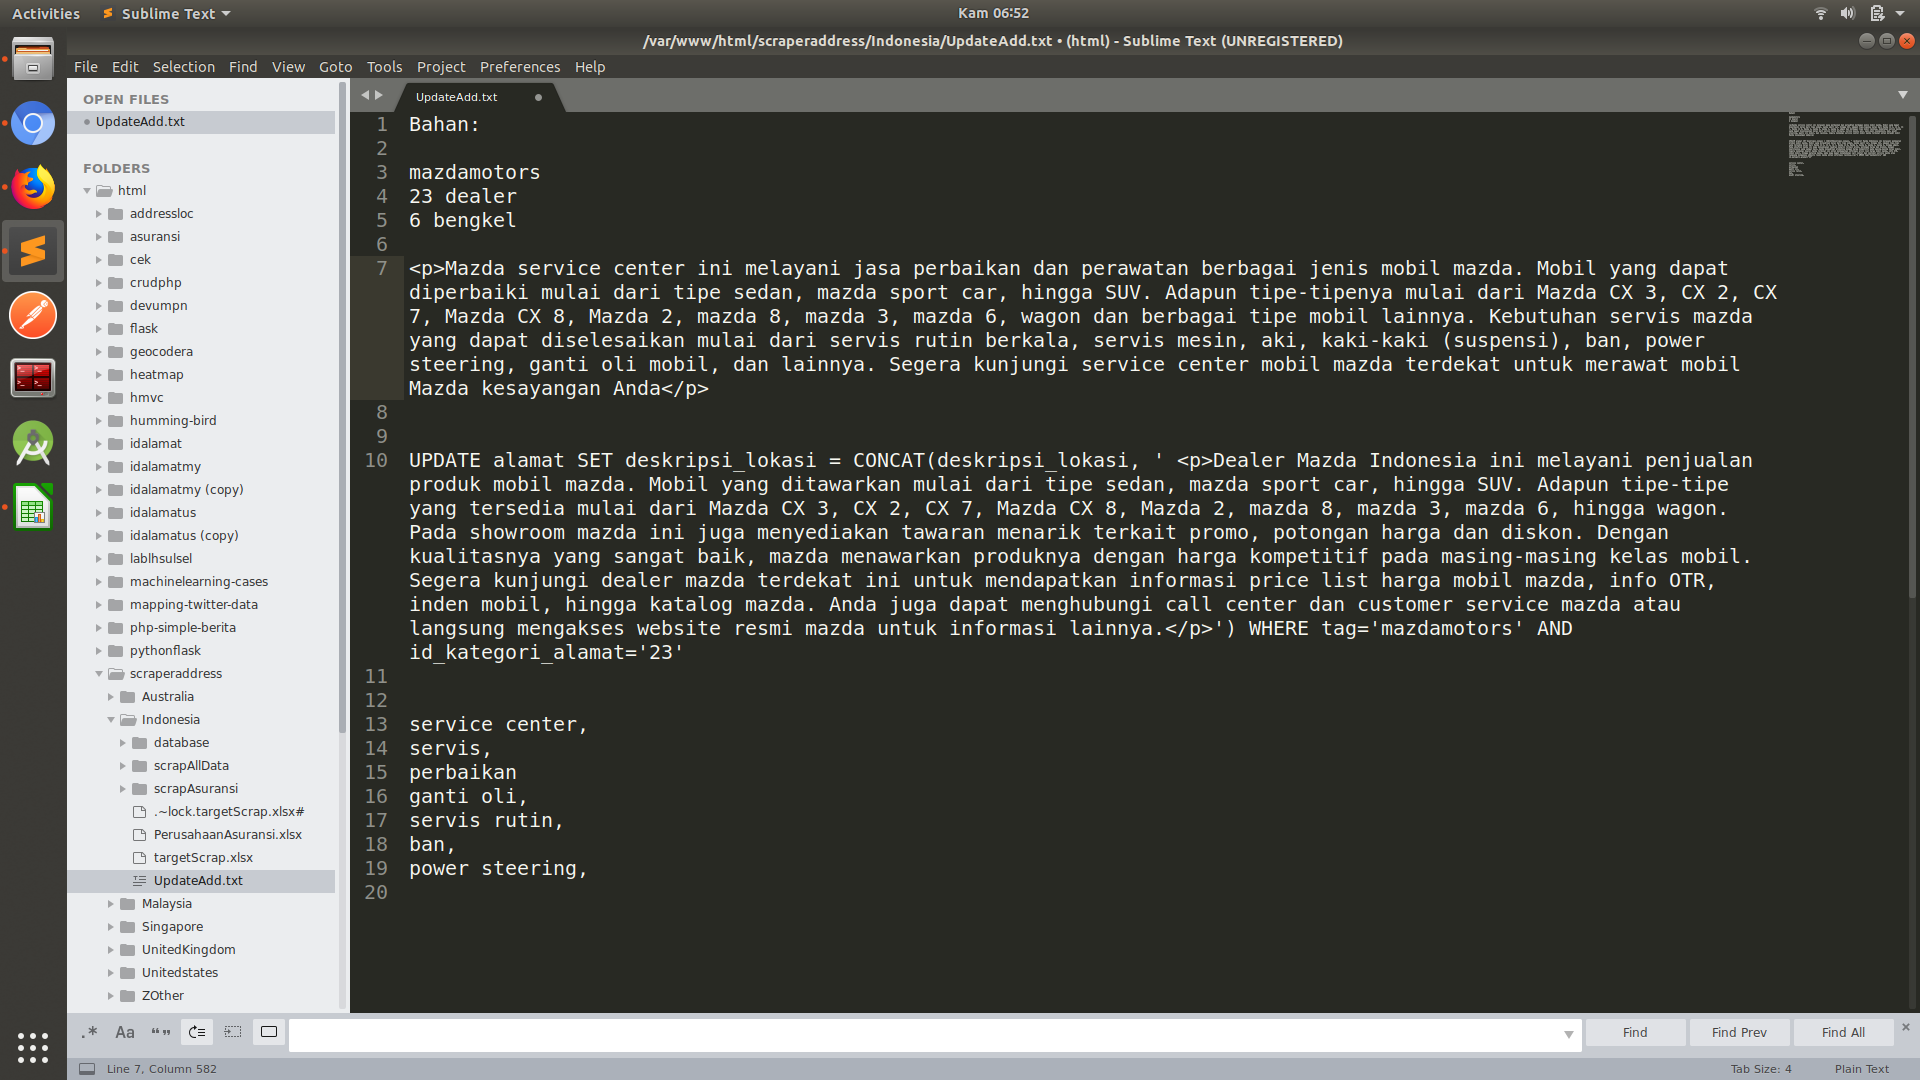 Activities
Sublime Text
Kam 06:52
/var/www/html/scraperaddress/Indonesia/UpdateAdd.txt • (html) - Sublime Text (UNREGISTERED)
File Edit Selection Find View Goto Tools Project Preferences Help
OPEN FILES
UpdateAdd.txt
FOLDERS
html
addressloc
asuransi
cek
crudphp
devumpn
flask
geocodera
heatmap
hmvc
humming-bird
idalamat
idalamatmy
idalamatmy (copy)
idalamatus
idalamatus (copy)
lablhsulsel
machinelearning-cases
mapping-twitter-data
php-simple-berita
pythonflask
scraperaddress
Australia
Indonesia
database
scrapAllData
scrapAsuransi
.~lock.targetScrap.xlsx#
PerusahaanAsuransi.xlsx
targetScrap.xlsx
UpdateAdd.txt
Malaysia
Singapore
UnitedKingdom
Unitedstates
ZOther
UpdateAdd.txt
1 Bahan:
2
3 mazdamotors
4 23 dealer
5 6 bengkel
6
7 <p>Mazda service center ini melayani jasa perbaikan dan perawatan berbagai jenis mobil mazda. Mobil yang dapat
diperbaiki mulai dari tipe sedan, mazda sport car, hingga SUV. Adapun tipe-tipenya mulai dari Mazda CX 3, CX 2, CX
7, Mazda CX 8, Mazda 2, mazda 8, mazda 3, mazda 6, wagon dan berbagai tipe mobil lainnya. Kebutuhan servis mazda
yang dapat diselesaikan mulai dari servis rutin berkala, servis mesin, aki, kaki-kaki (suspensi), ban, power
steering, ganti oli mobil, dan lainnya. Segera kunjungi service center mobil mazda terdekat untuk merawat mobil
Mazda kesayangan Anda</p>
8
9
10 UPDATE alamat SET deskripsi_lokasi = CONCAT(deskripsi_lokasi, ' <p>Dealer Mazda Indonesia ini melayani penjualan
produk mobil mazda. Mobil yang ditawarkan mulai dari tipe sedan, mazda sport car, hingga SUV. Adapun tipe-tipe
yang tersedia mulai dari Mazda CX 3, CX 2, CX 7, Mazda CX 8, Mazda 2, mazda 8, mazda 3, mazda 6, hingga wagon.
Pada showroom mazda ini juga menyediakan tawaran menarik terkait promo, potongan harga dan diskon. Dengan
kualitasnya yang sangat baik, mazda menawarkan produknya dengan harga kompetitif pada masing-masing kelas mobil.
Segera kunjungi dealer mazda terdekat ini untuk mendapatkan informasi price list harga mobil mazda, info OTR,
inden mobil, hingga katalog mazda. Anda juga dapat menghubungi call center dan customer service mazda atau
langsung mengakses website resmi mazda untuk informasi lainnya.</p>') WHERE tag='mazdamotors' AND
id_kategori_alamat='23'
11
12
13 service center,
14 servis,
15 perbaikan
16 ganti oli,
17 servis rutin,
18 ban,
19 power steering,
20
.* Aa “” Find Find Prev Find All
Line 7, Column 582
Tab Size: 4
Plain Text